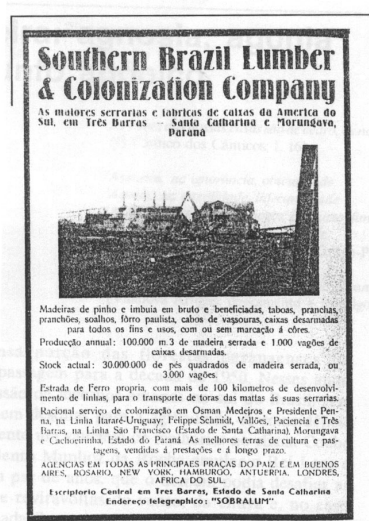 Southern Brazil Lumber
& Colonization Company
As maiores serrarias e fabricas de caixas da America do
Sul, em Três Barras — Santa Catharina e Morungava,
Paraná
Madeiras de pinho e imbuia em bruto e beneficiadas, taboas, pranchas,
pranchões, soalhos, fôrro paulista, cabos de vassouras, caixas desarmadas
para todos os fins e usos, com ou sem marcação á côres.
Producção annual: 100.000 m.3 de madeira serrada e 1.000 vagões de
caixas desarmadas.
Stock actual: 30.000.000 de pés quadrados de madeira serrada, ou
3.000 vagões.
Estrada de Ferro propria, com mais de 100 kilometros de desenvolvi-
mento de linhas, para o transporte de toras das mattas ás suas serrarias.
Racional serviço de colonização em Osman Medeiros e Presidente Pen-
na, na Linha Itararé-Uruguay; Felippe Schmidt, Vallões, Paciencia e Três
Barras, na Linha São Francisco (Estado de Santa Catharina), Morungava
e Cachoeirinha, Estado do Paraná. As melhores terras de cultura e pas-
tagens, vendidas á prestações e á longo prazo.
AGENCIAS EM TODAS AS PRINCIPAES PRAÇAS DO PAIZ E EM BUENOS
AIRES, ROSARIO, NEW YORK, HAMBURGO, ANTUERPIA, LONDRES,
AFRICA DO SUL.
Escriptorio Central em Tres Barras, Estado de Santa Catharina
Endereço telegraphico: "SOBRALUM"